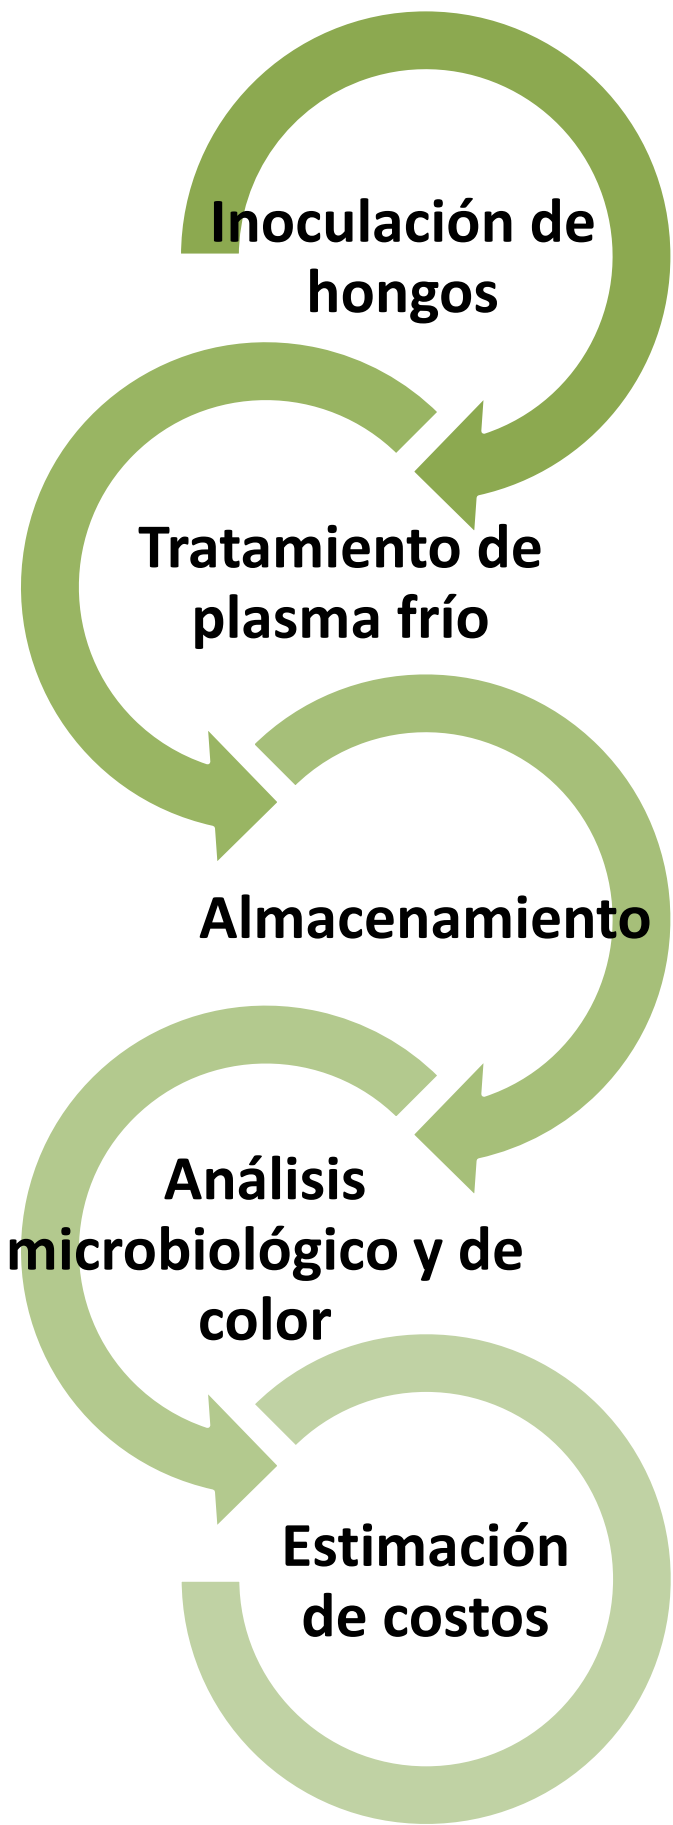 Inoculación de
hongos
Tratamiento de
plasma frío
Almacenamiento
Análisis
microbiológico y de
color
Estimación
de costos